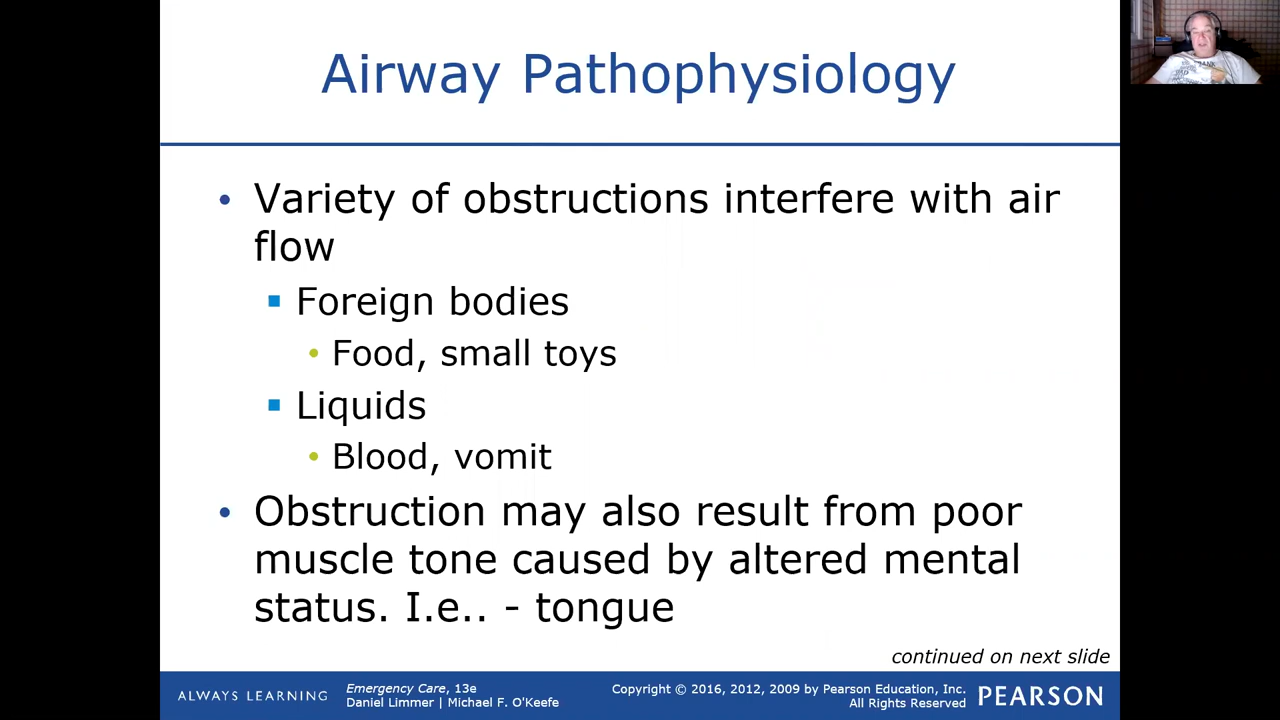 Airway Pathophysiology
• Variety of obstructions interfere with air
flow
▪ Foreign bodies
• Food, small toys
▪ Liquids
• Blood, vomit
• Obstruction may also result from poor
muscle tone caused by altered mental
status. I.e.. - tongue
continued on next slide
ALWAYS LEARNING
Emergency Care, 13e
Daniel Limmer | Michael F. O'Keefe
Copyright © 2016, 2012, 2009 by Pearson Education, Inc.
All Rights Reserved
PEARSON